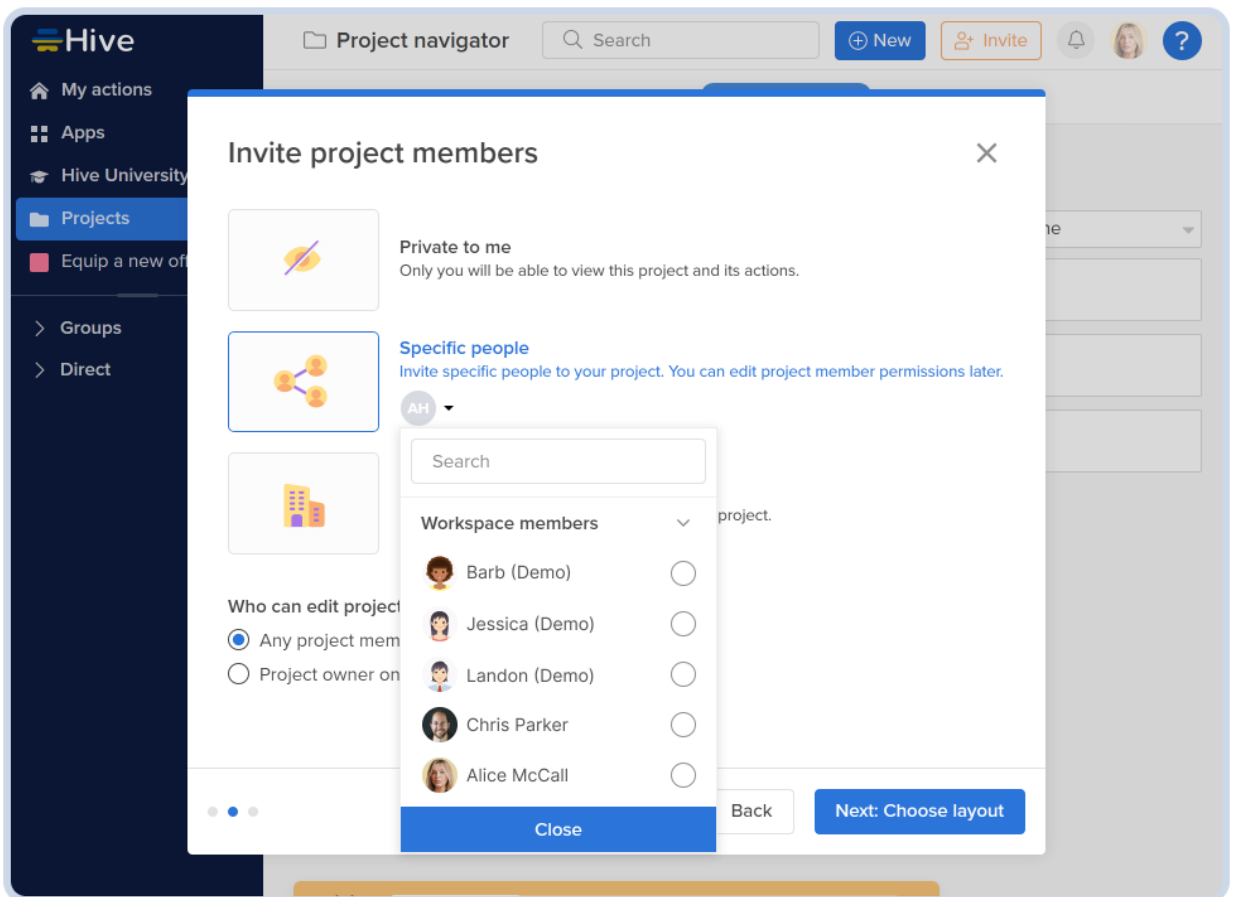 Hive
Project navigator
Search
New
Invite
?
My actions
Apps
Hive University
Projects
Equip a new off
Groups
Direct
Invite project members
Private to me
Only you will be able to view this project and its actions.
Specific people
Invite specific people to your project. You can edit project member permissions later.
AH
Search
Workspace members
project.
Barb (Demo)
Jessica (Demo)
Landon (Demo)
Chris Parker
Alice McCall
Who can edit project
Any project mem
Project owner on
Close
Back
Next: Choose layout